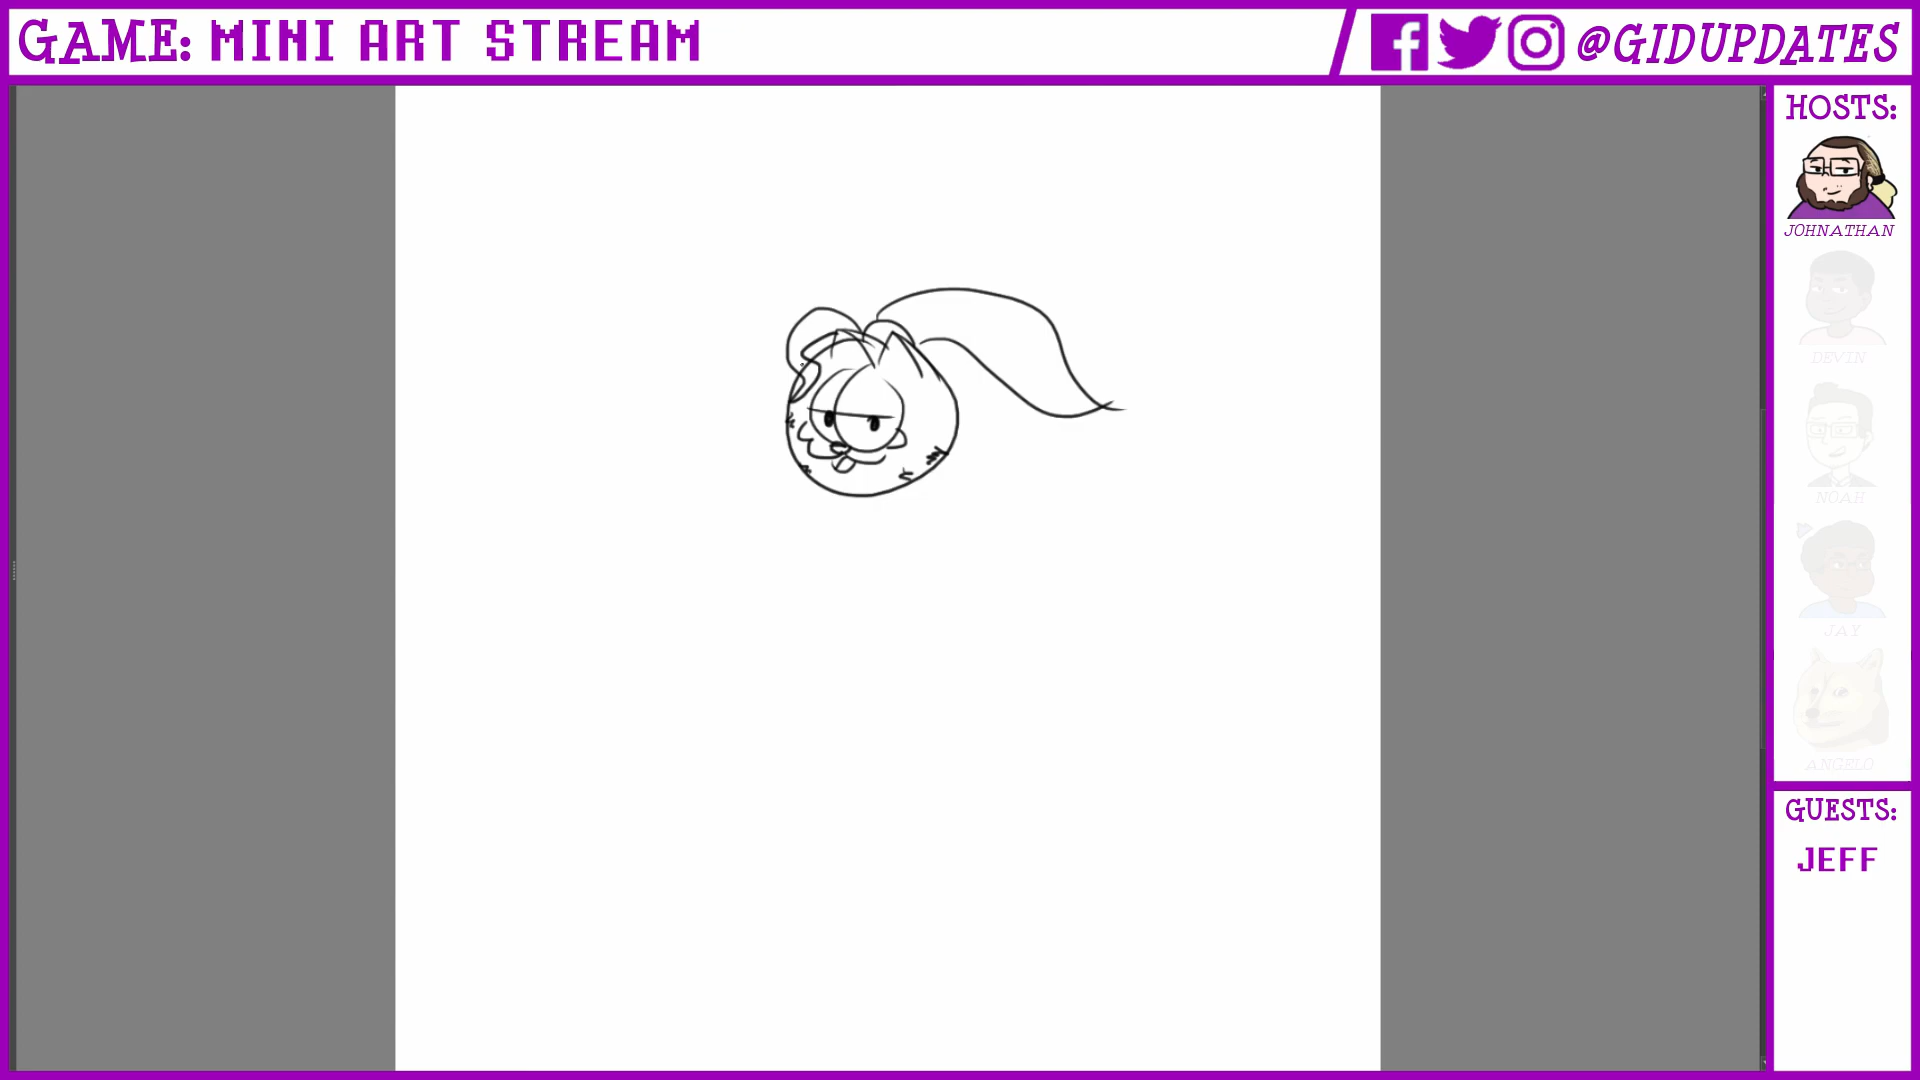 GAME: MINI ART STREAM
@GIDUPDATES
HOSTS:
JOHNATHAN
DEVIN
NOAH
JAY
ANGELO
GUESTS:
JEFF